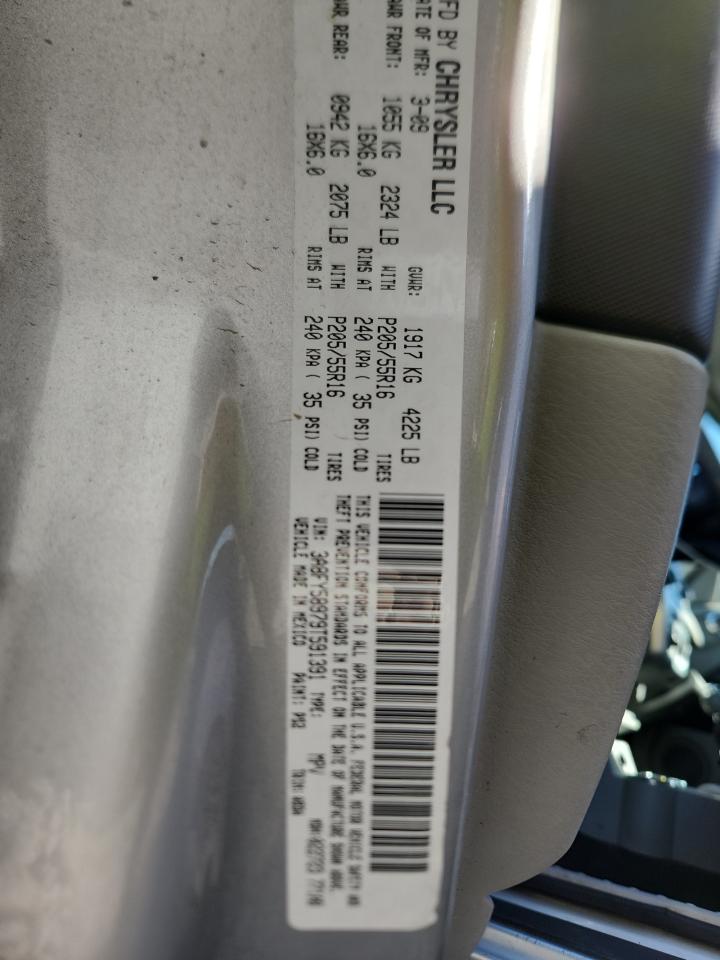 MFD BY CHRYSLER LLC
DATE OF MFR: 3-09 GVWR: 1917 KG 4225 LB
GAWR FRONT: 1055 KG 2324 LB WITH P205/55R16 TIRES
16X6.0 RIMS AT 240 KPA ( 35 PSI) COLD
GAWR REAR: 0942 KG 2075 LB WITH P205/55R16 TIRES
16X6.0 RIMS AT 240 KPA ( 35 PSI) COLD
THIS VEHICLE CONFORMS TO ALL APPLICABLE U.S.A. FEDERAL MOTOR VEHICLE SAFETY AND
THEFT PREVENTION STANDARDS IN EFFECT ON THE DATE OF MANUFACTURE SHOWN ABOVE.
VIN: 3A8FY58979T591391 TYPE: MPV
VEHICLE MADE IN MEXICO PAINT: PS2 TRIM: